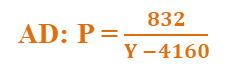 AD: P = 832 / Y − 4160